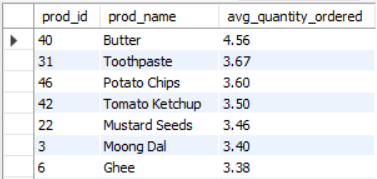 prod_id prod_name avg_quantity_ordered
40 Butter 4.56
31 Toothpaste 3.67
46 Potato Chips 3.60
42 Tomato Ketchup 3.50
22 Mustard Seeds 3.46
3 Moong Dal 3.40
6 Ghee 3.38